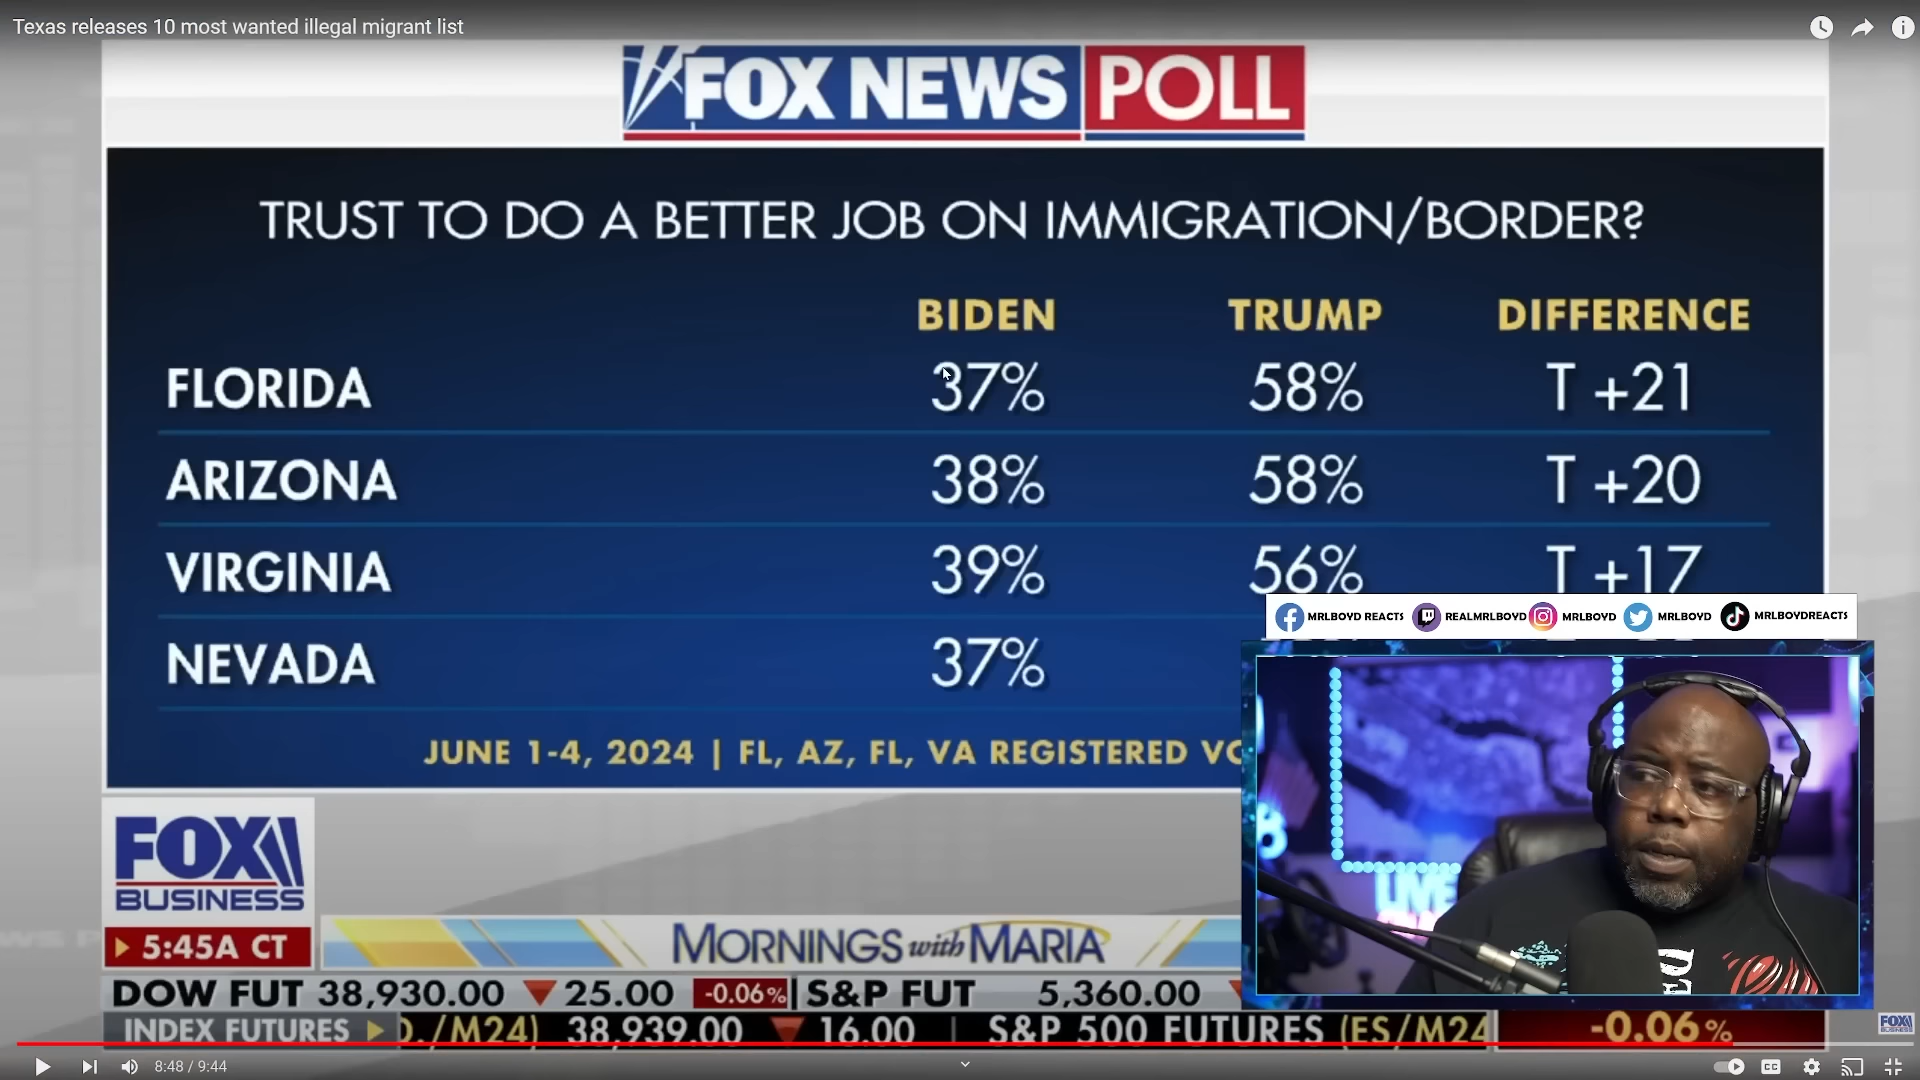 Texas releases 10 most wanted illegal migrant list
FOX NEWS POLL
TRUST TO DO A BETTER JOB ON IMMIGRATION/BORDER?
BIDEN TRUMP DIFFERENCE
FLORIDA 37% 58% T +21
ARIZONA 38% 58% T +20
VIRGINIA 39% 56% T +17
NEVADA 37%
JUNE 1-4, 2024 | FL, AZ, FL, VA REGISTERED
MRLBOYD REACTS REALMRLBOYD MRLBOYD MRLBOYD MRLBOYDREACTS
LIVE
FOX
BUSINESS
5:45A CT
MORNINGS with MARIA
DOW FUT 38,930.00 25.00 -0.06% S&P FUT 5,360.00
INDEX FUTURES ./M24) 38,939.00 16.00 S&P 500 FUTURES (ES/M24 -0.06%
FOX
BUSINESS
8:48 / 9:44
CC